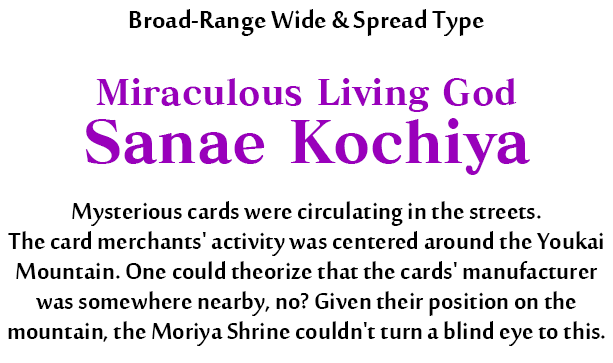 Broad-Range Wide & Spread Type
Miraculous Living God
Sanae Kochiya
Mysterious cards were circulating in the streets.
The card merchants' activity was centered around the Youkai
Mountain. One could theorize that the cards' manufacturer
was somewhere nearby, no? Given their position on the
mountain, the Moriya Shrine couldn't turn a blind eye to this.